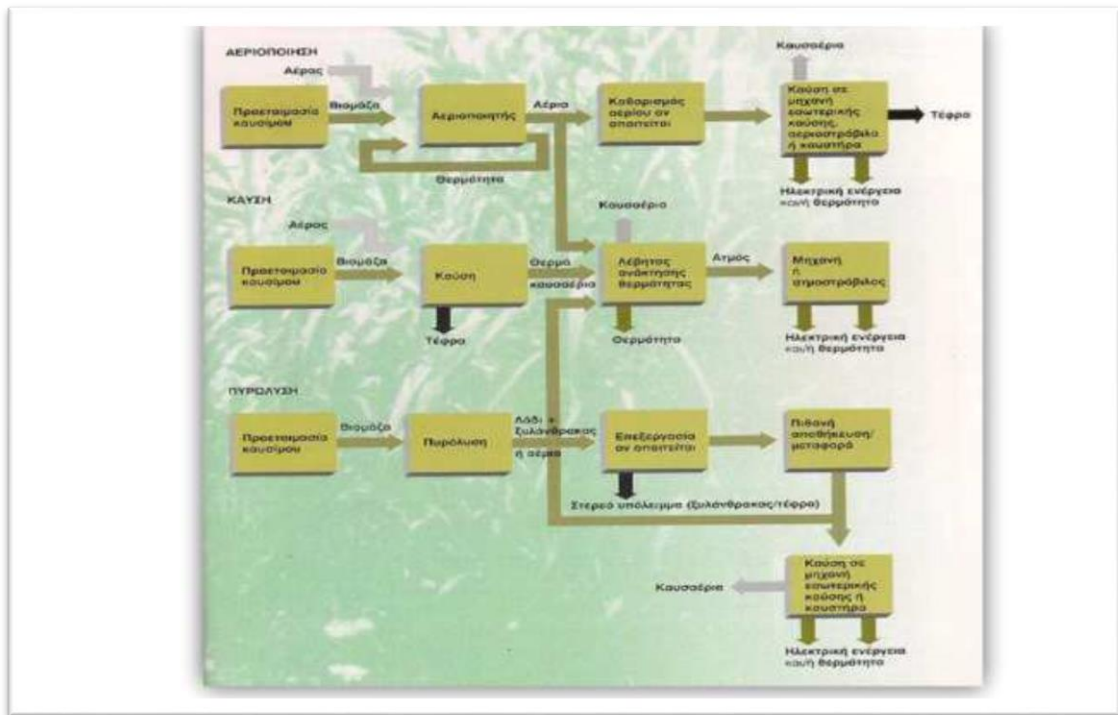 ΑΕΡΙΟΠΟΙΗΣΗ
Αέρας
Προετοιμασία
καυσίμου
Βιομάζα
Αεριοποιητής
Αέρια
Καθαρισμός
αερίου αν
απαιτείται
Καυσαέρια
Καύση σε
μηχανή
εσωτερικής
καύσης,
αεριοστρόβιλο
ή καυστήρα
Τέφρα
Θερμότητα
Ηλεκτρική ενέργεια
και/ή θερμότητα
ΚΑΥΣΗ
Αέρας
Προετοιμασία
καυσίμου
Βιομάζα
Καύση
Τέφρα
Θερμά
καυσαέρια
Καυσαέρια
Λέβητας
ανάκτησης
θερμότητας
Θερμότητα
Ατμός
Μηχανή
ή
ατμοστρόβιλος
Ηλεκτρική ενέργεια
και/ή θερμότητα
ΠΥΡΟΛΥΣΗ
Προετοιμασία
καυσίμου
Βιομάζα
Πυρόλυση
Λάδι +
ξυλάνθρακας
ή αέρια
Επεξεργασία
αν απαιτείται
Στερεό υπόλειμμα (ξυλάνθρακας/τέφρα)
Πιθανή
αποθήκευση/
μεταφορά
Καύση σε
μηχανή
εσωτερικής
καύσης ή
καυστήρα
Καυσαέρια
Ηλεκτρική ενέργεια
και/ή θερμότητα